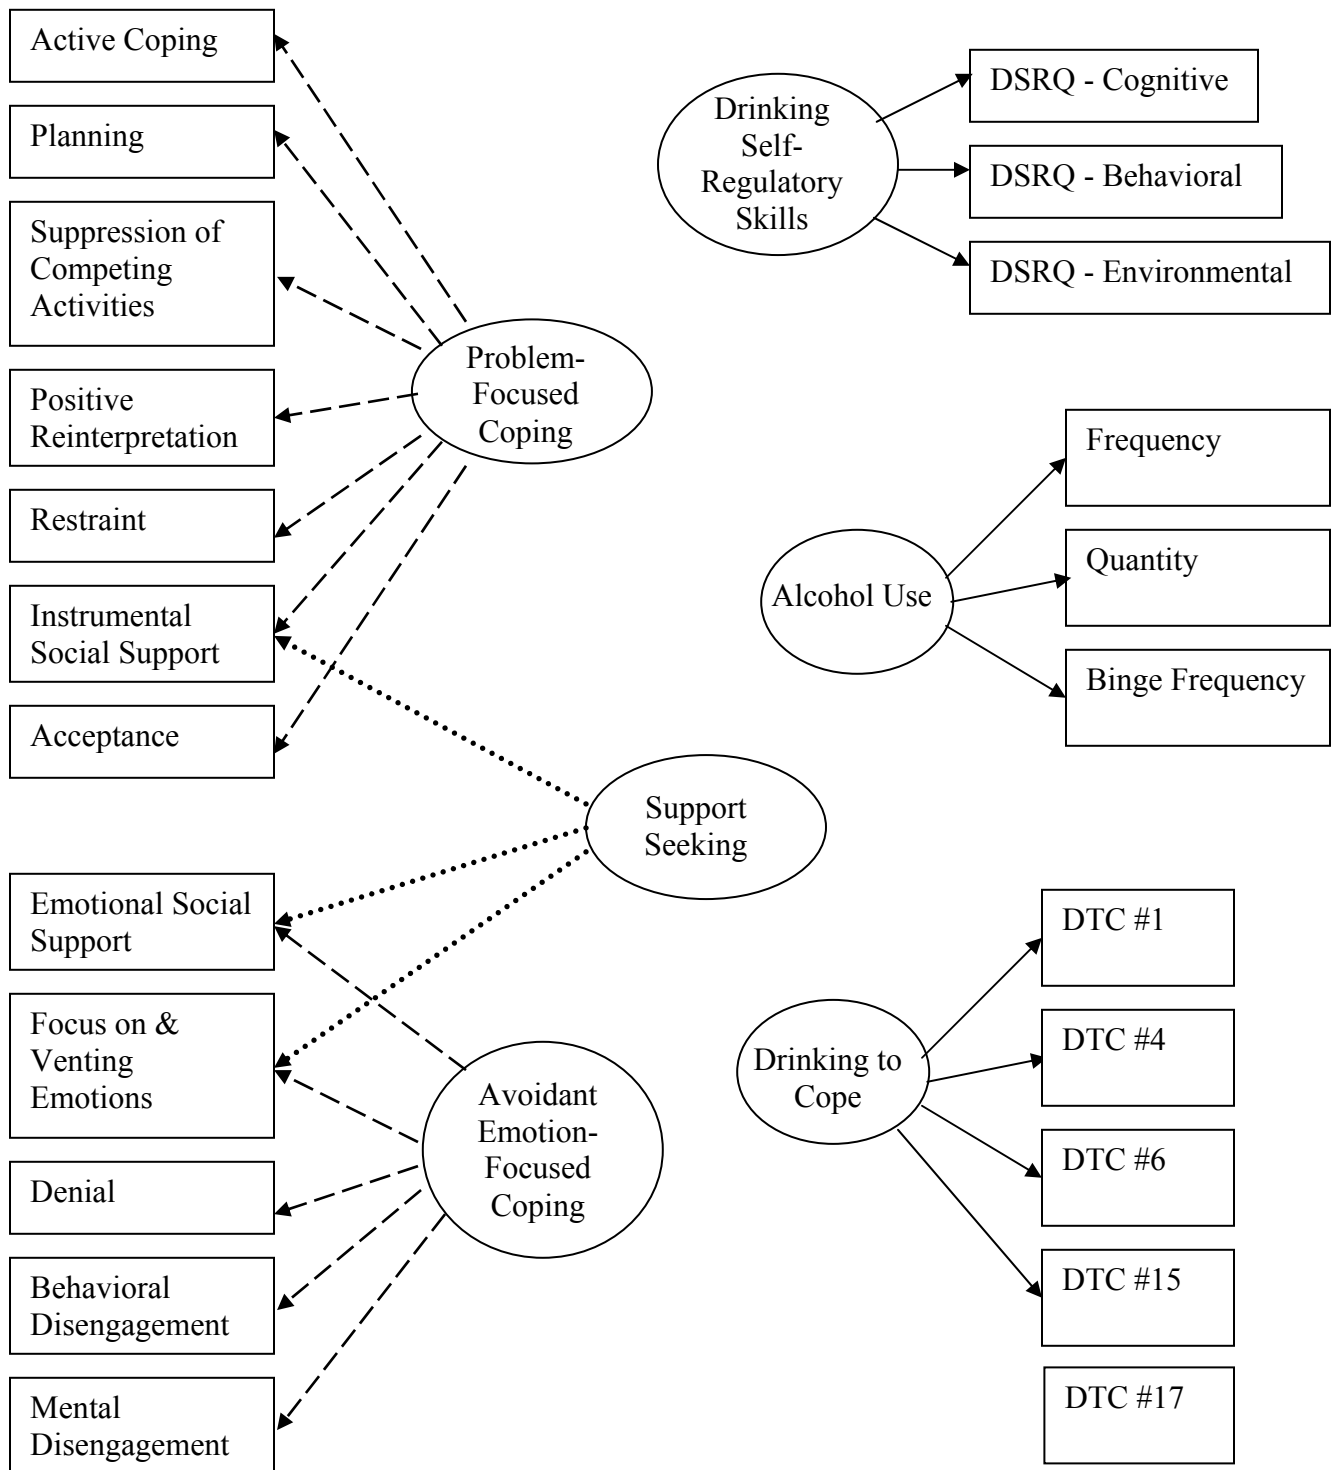 Active Coping
Planning
Suppression of
Competing
Activities
Positive
Reinterpretation
Restraint
Instrumental
Social Support
Acceptance
Emotional Social
Support
Focus on &
Venting
Emotions
Denial
Behavioral
Disengagement
Mental
Disengagement
Problem-
Focused
Coping
Support
Seeking
Avoidant
Emotion-
Focused
Coping
Drinking
Self-
Regulatory
Skills
DSRQ - Cognitive
DSRQ - Behavioral
DSRQ - Environmental
Alcohol Use
Frequency
Quantity
Binge Frequency
Drinking to
Cope
DTC #1
DTC #4
DTC #6
DTC #15
DTC #17